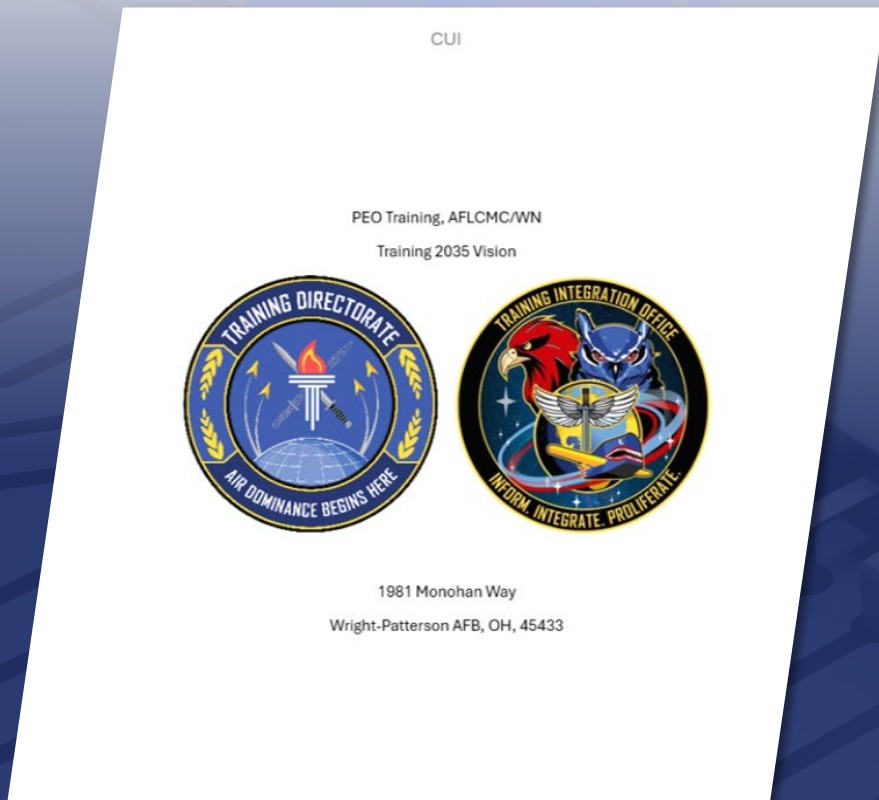 CUI
PEO Training, AFLCMC/WN
Training 2035 Vision
TRAINING DIRECTORATE
AIR DOMINANCE BEGINS HERE
TRAINING INTEGRATION OFFICE
INFORM. INTEGRATE. PROLIFERATE.
1981 Monohan Way
Wright-Patterson AFB, OH, 45433